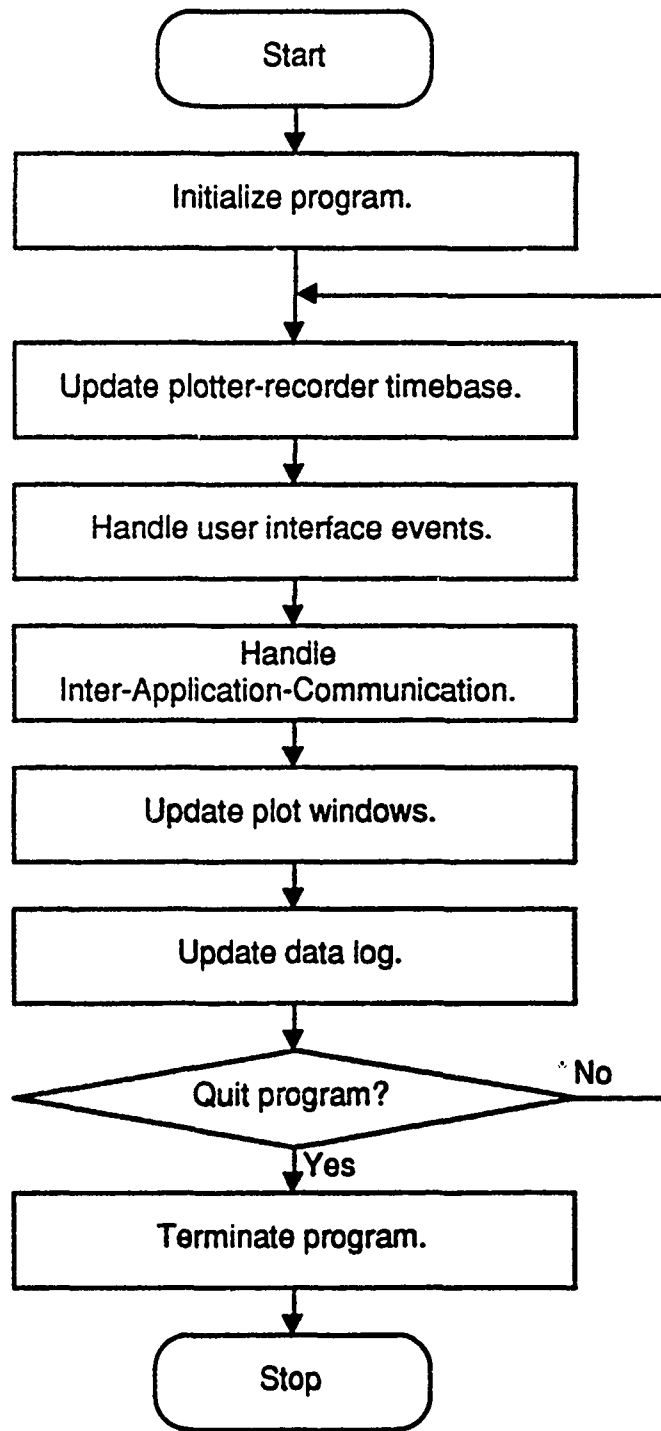 Start
Initialize program.
Update plotter-recorder timebase.
Handle user interface events.
Handle
Inter-Application-Communication.
Update plot windows.
Update data log.
Quit program?
No
Yes
Terminate program.
Stop